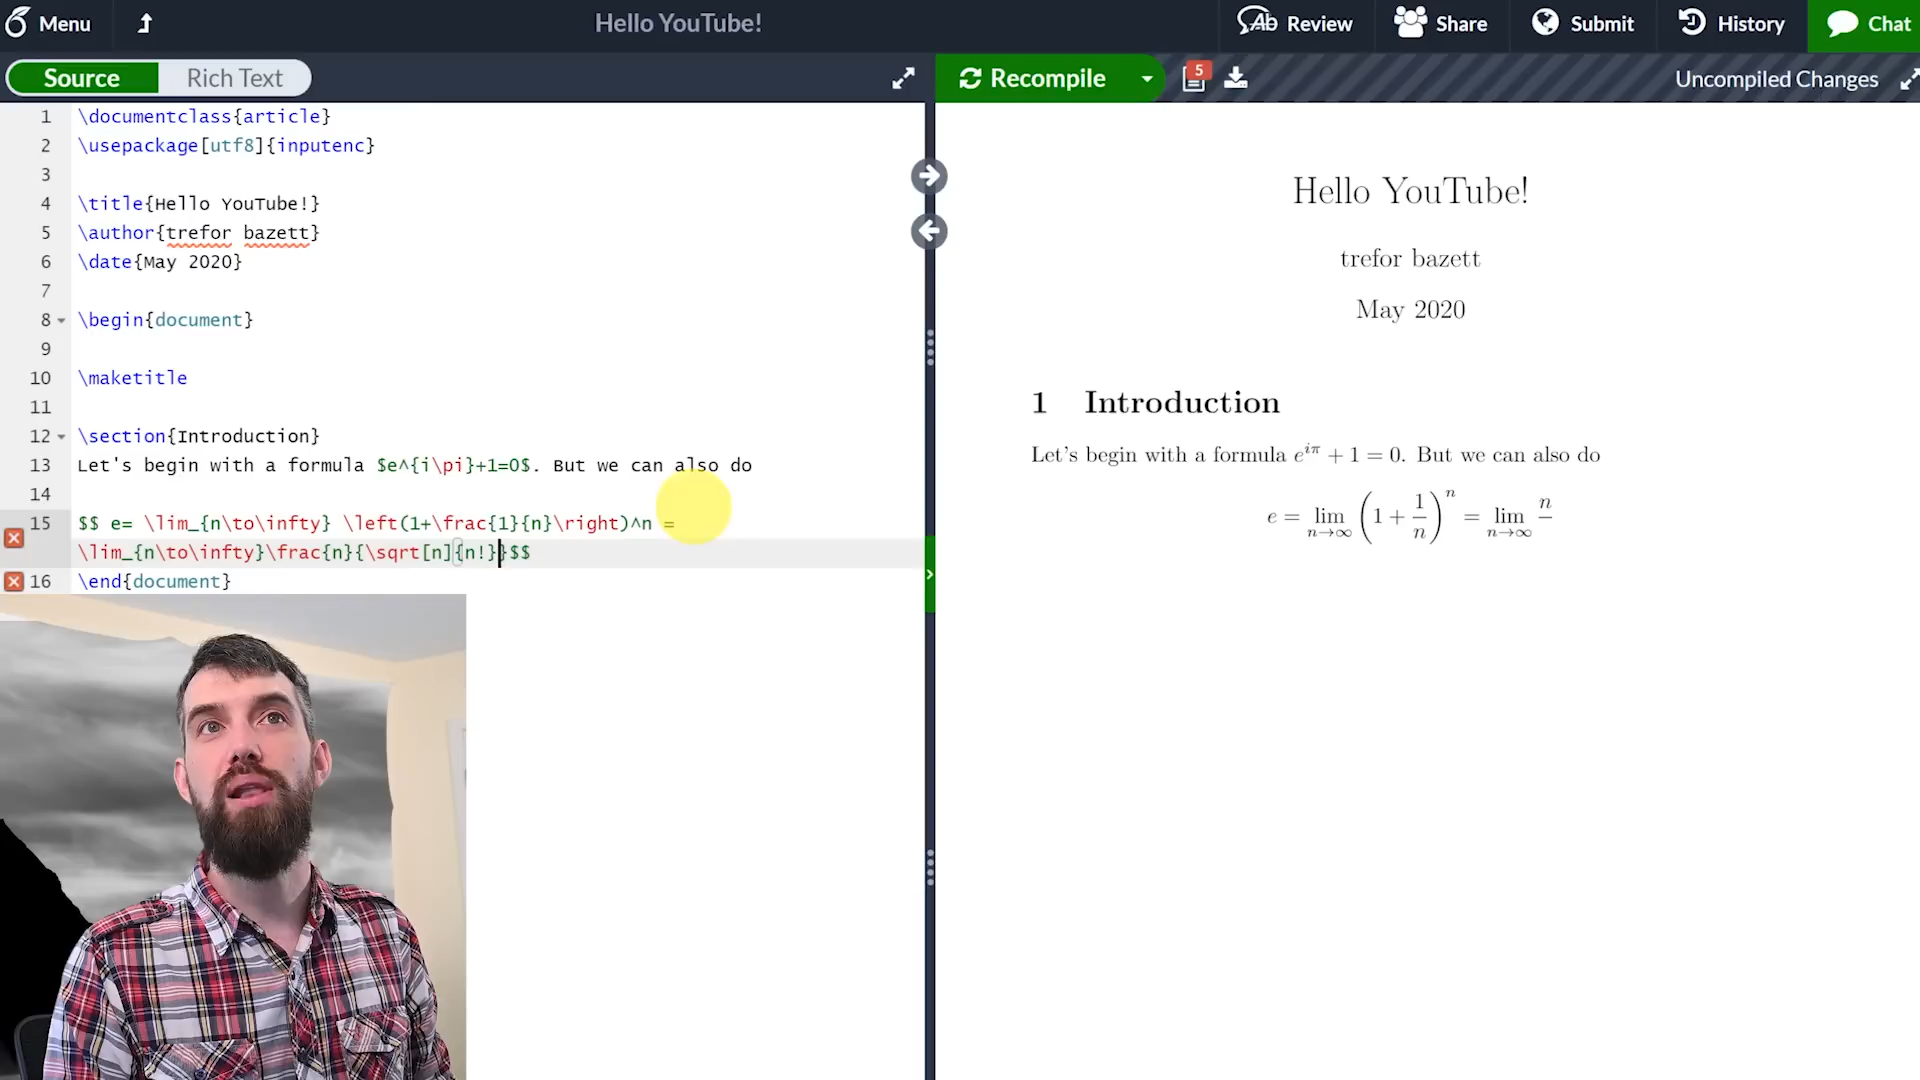 Menu
Hello YouTube!
Review
Share
Submit
History
Chat
Source
Rich Text
Recompile
5
Uncompiled Changes
1 \documentclass{article}
2 \usepackage[utf8]{inputenc}
3
4 \title{Hello YouTube!}
5 \author{trefor bazett}
6 \date{May 2020}
7
8 \begin{document}
9
10 \maketitle
11
12 \section{Introduction}
13 Let's begin with a formula $e^{i\pi}+1=0$. But we can also do
14
15 $$ e= \lim_{n\to\infty} \left(1+\frac{1}{n}\right)^n =
\lim_{n\to\infty}\frac{n}{\sqrt[n]{n!}}$$
16 \end{document}
Hello YouTube!
trefor bazett
May 2020
1 Introduction
Let's begin with a formula e^{iπ} + 1 = 0. But we can also do
e = lim_{n→∞} (1 + 1/n)^n = lim_{n→∞} n/